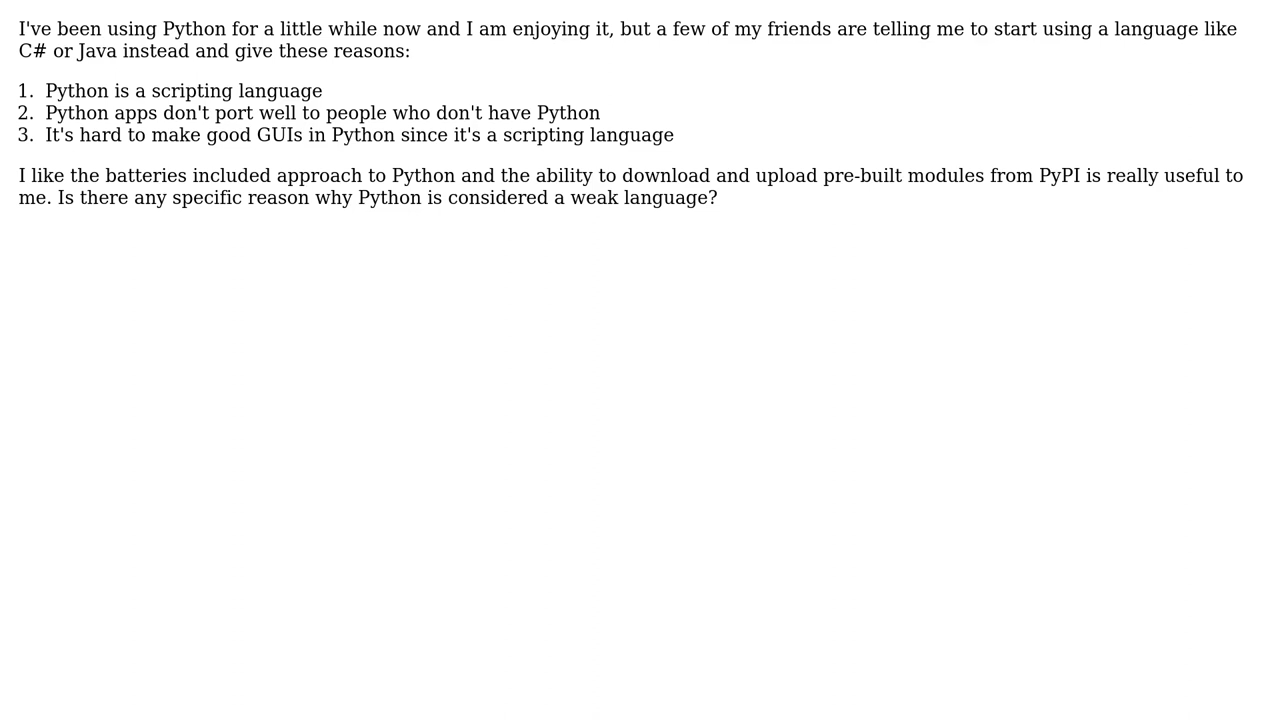 I've been using Python for a little while now and I am enjoying it, but a few of my friends are telling me to start using a language like
C# or Java instead and give these reasons:
1. Python is a scripting language
2. Python apps don't port well to people who don't have Python
3. It's hard to make good GUIs in Python since it's a scripting language
I like the batteries included approach to Python and the ability to download and upload pre-built modules from PyPI is really useful to
me. Is there any specific reason why Python is considered a weak language?